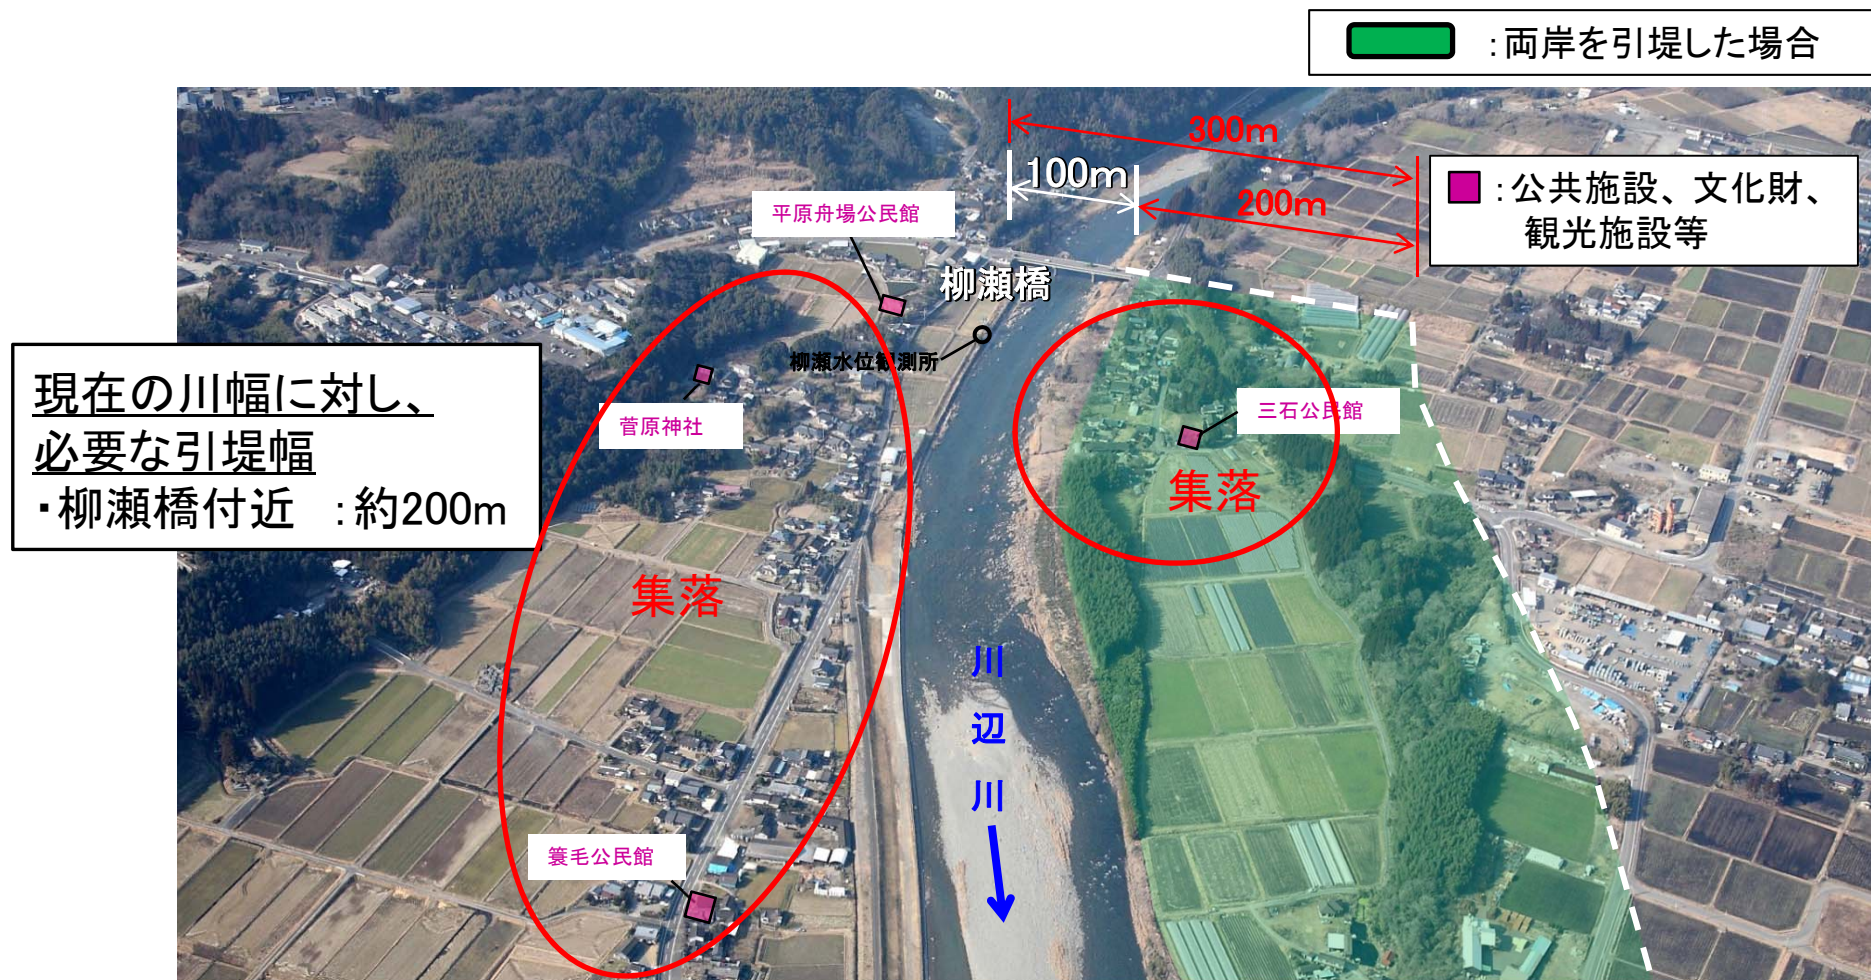 ：両岸を引堤した場合
300m
100m
200m
■：公共施設、文化財、
観光施設等
平原舟場公民館
柳瀬橋
柳瀬水位観測所
現在の川幅に対し、
必要な引堤幅
・柳瀬橋付近　：約200m
菅原神社
三石公民館
集落
集落
川辺川
簑毛公民館